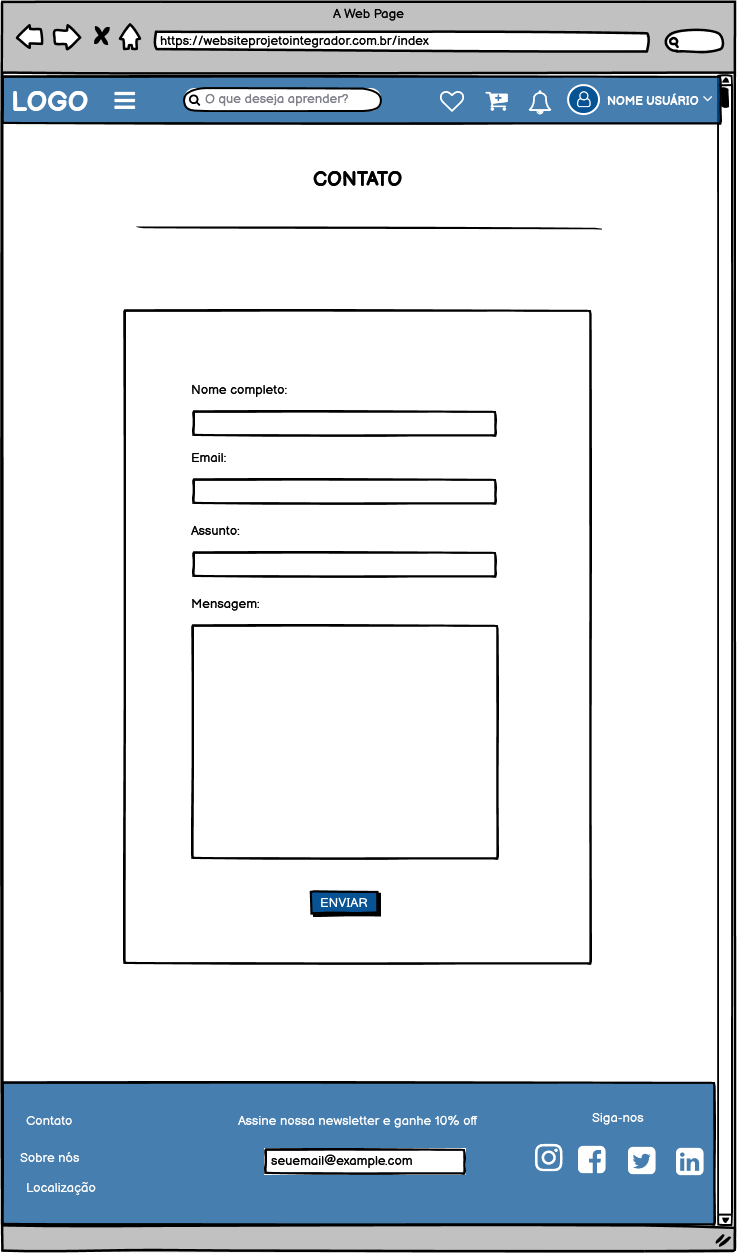 A Web Page
https://websiteprojetointegrador.com.br/index
LOGO
O que deseja aprender?
NOME USUÁRIO
CONTATO
Nome completo:
Email:
Assunto:
Mensagem:
ENVIAR
Contato
Sobre nós
Localização
Assine nossa newsletter e ganhe 10% off
seuemail@example.com
Siga-nos